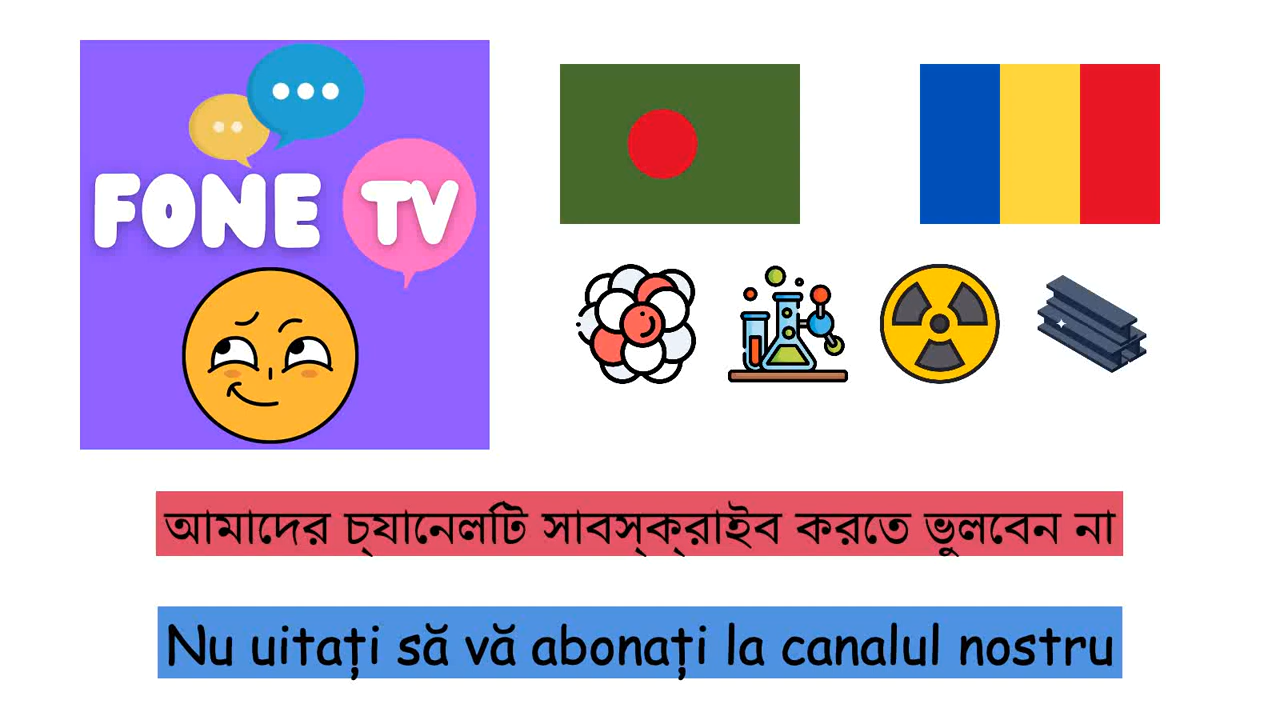 FONE TV
আমাদের চ্‌যানেলটি সাবস্‌ক্‌রাইব করতে ভুলবেন না
Nu uitați să vă abonați la canalul nostru